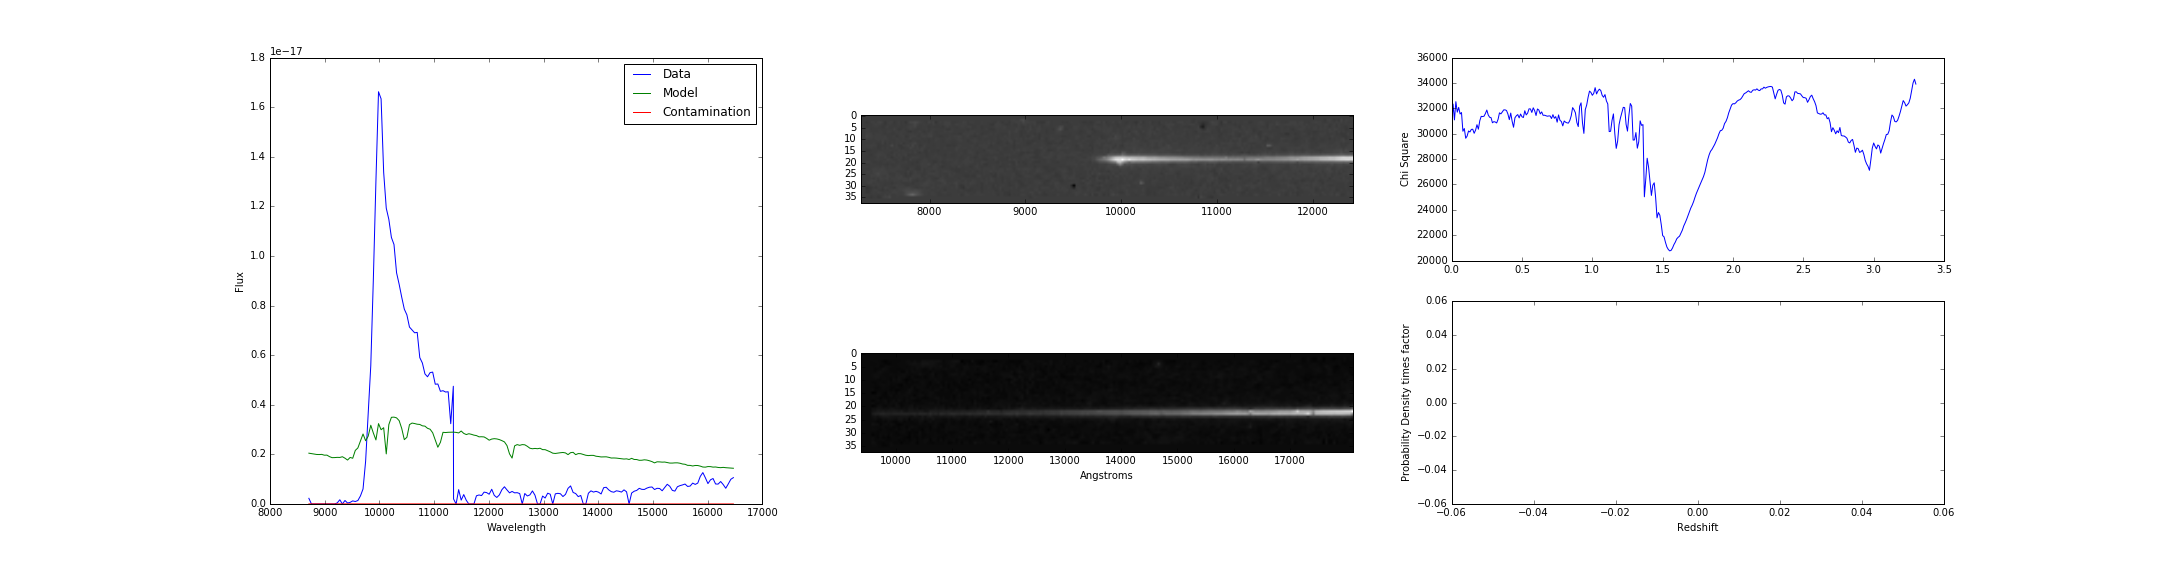 1e−17
1.8
1.6
1.4
1.2
1.0
0.8
0.6
0.4
0.2
0.0
Flux
8000 9000 10000 11000 12000 13000 14000 15000 16000 17000
Wavelength
Data
Model
Contamination
0
5
10
15
20
25
30
35
8000 9000 10000 11000 12000
0
5
10
15
20
25
30
35
10000 11000 12000 13000 14000 15000 16000 17000
Angstroms
36000
34000
32000
30000
28000
26000
24000
22000
20000
Chi Square
0.0 0.5 1.0 1.5 2.0 2.5 3.0 3.5
0.06
0.04
0.02
0.00
−0.02
−0.04
−0.06
Probability Density times factor
−0.06 −0.04 −0.02 0.00 0.02 0.04 0.06
Redshift